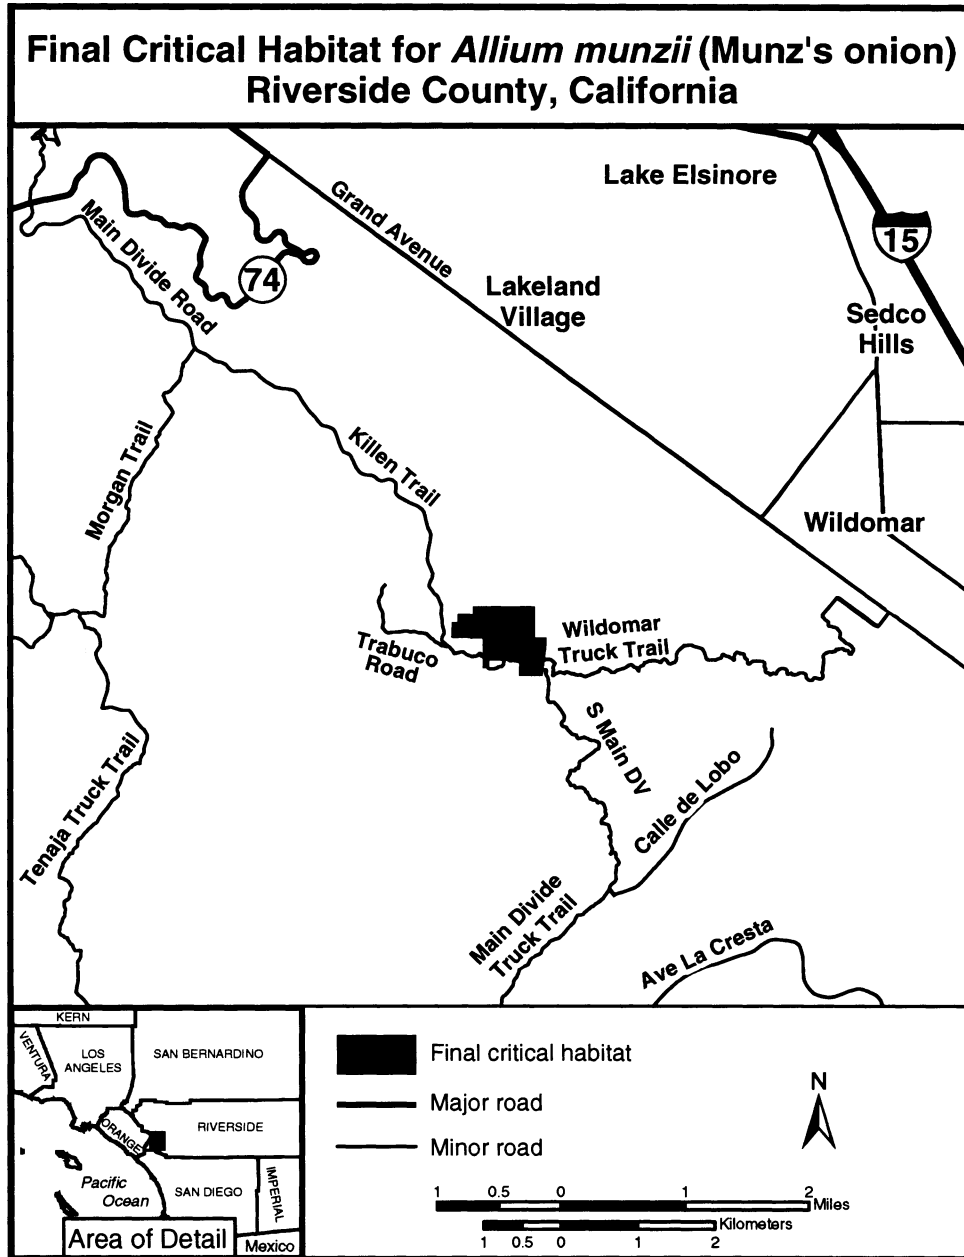 Final Critical Habitat for Allium munzii (Munz's onion)
Riverside County, California
Lake Elsinore
Grand Avenue
Main Divide Road
15
74
Lakeland
Village
Sedco
Hills
Killen Trail
Morgan Trail
Wildomar
Wildomar
Truck Trail
Trabuco
Road
S Main DV
Tenaja Truck Trail
Calle de Lobo
Main Divide
Truck Trail
Ave La Cresta
KERN
VENTURA
LOS
ANGELES
SAN BERNARDINO
ORANGE
RIVERSIDE
Pacific
Ocean
SAN DIEGO
IMPERIAL
Area of Detail
Mexico
Final critical habitat
Major road
Minor road
N
1 0.5 0 1 2
Miles
Kilometers
1 0.5 0 1 2